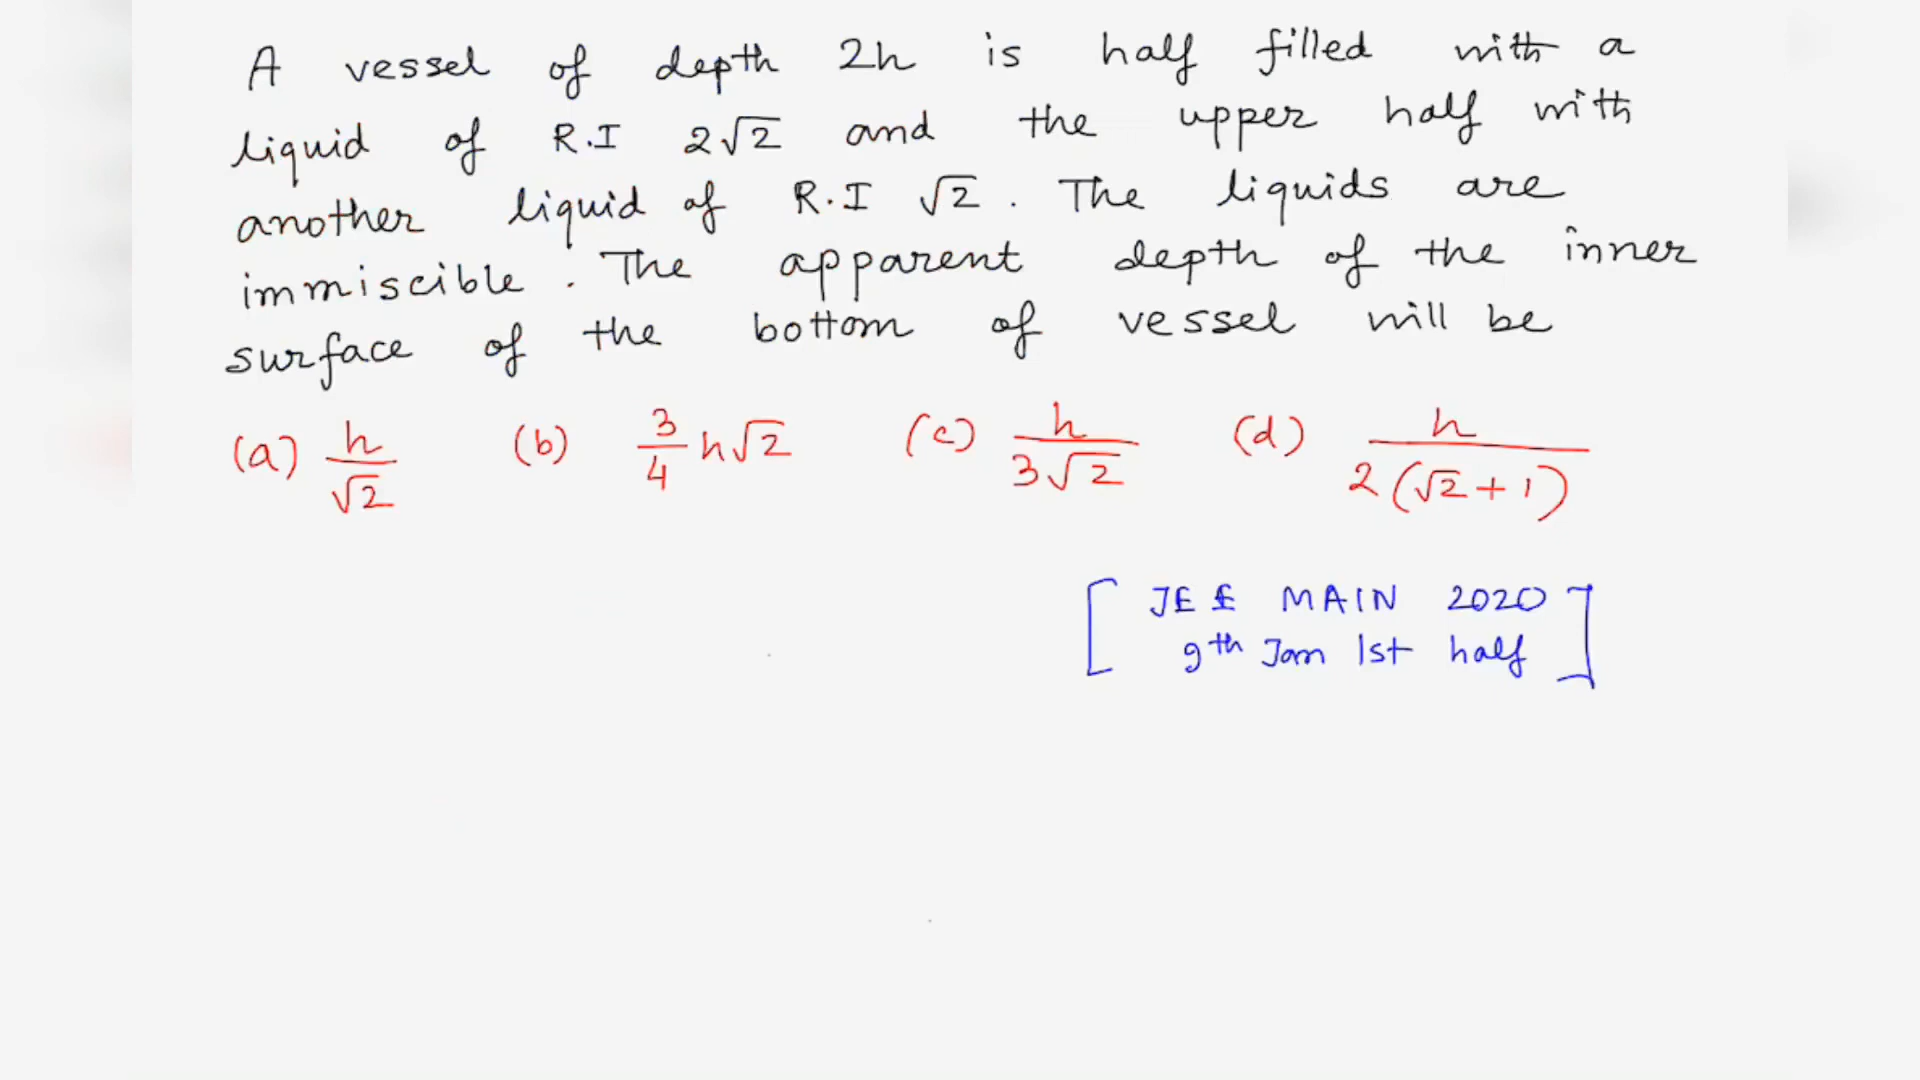 A vessel of depth 2h is half filled with a
liquid of R.I 2√2 and the upper half with
another liquid of R.I √2. The liquids are
immiscible. The apparent depth of the inner
surface of the bottom of vessel will be
(a) h/√2 (b) 3/4 h√2 (c) h/3√2 (d) h/2(√2+1)
[JEE MAIN 2020
9th Jan 1st half]